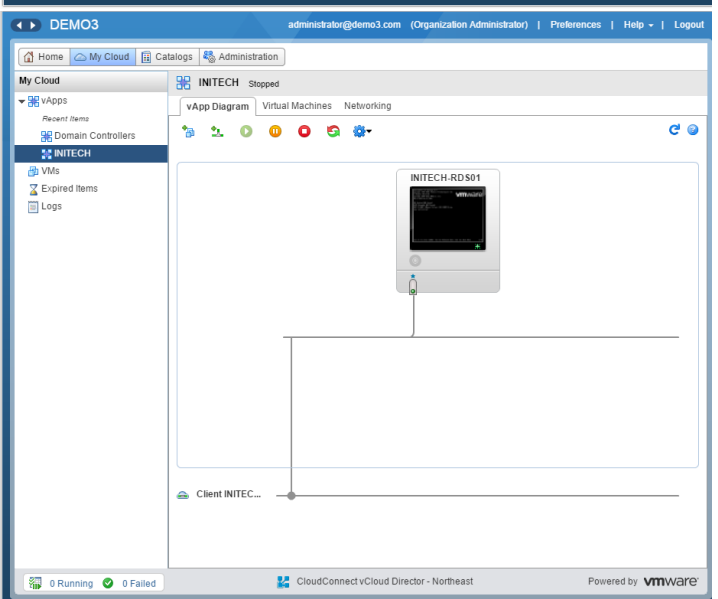 DEMO3
administrator@demo3.com (Organization Administrator) | Preferences | Help | Logout
Home My Cloud Catalogs Administration
My Cloud
vApps
Recent Items
Domain Controllers
INITECH
VMs
Expired Items
Logs
INITECH Stopped
vApp Diagram Virtual Machines Networking
INITECH-RDS01
vmware
Client INITEC...
0 Running 0 Failed
CloudConnect vCloud Director - Northeast
Powered by vmware